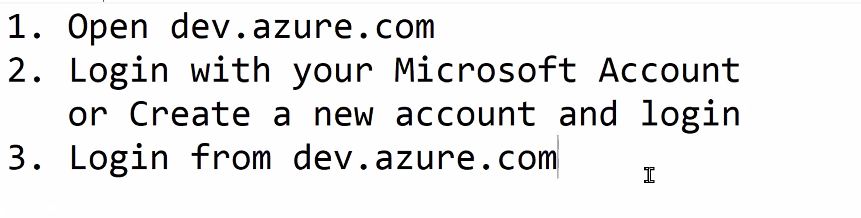 1. Open dev.azure.com
2. Login with your Microsoft Account
or Create a new account and login
3. Login from dev.azure.com